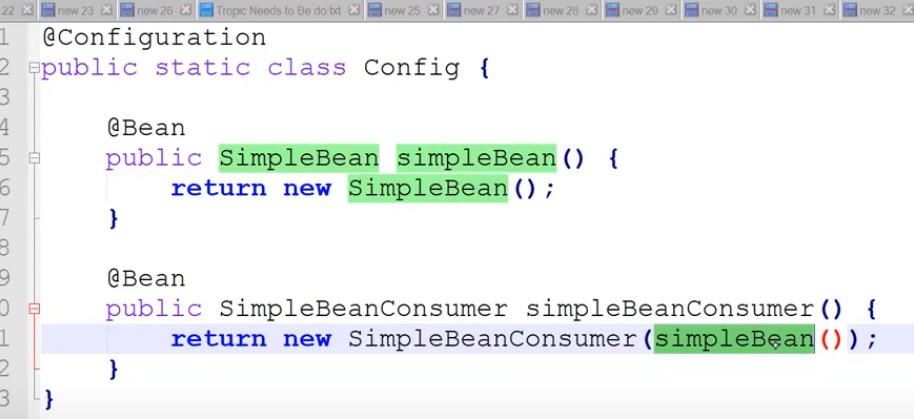 22 new 23 new 26 Tropic Needs to Be do.txt new 25 new 27 new 28 new 29 new 30 new 31 new 32
1 @Configuration
2 public static class Config {
3
4 @Bean
5 public SimpleBean simpleBean() {
6 return new SimpleBean();
7 }
8
9 @Bean
0 public SimpleBeanConsumer simpleBeanConsumer() {
1 return new SimpleBeanConsumer(simpleBean());
2 }
3 }